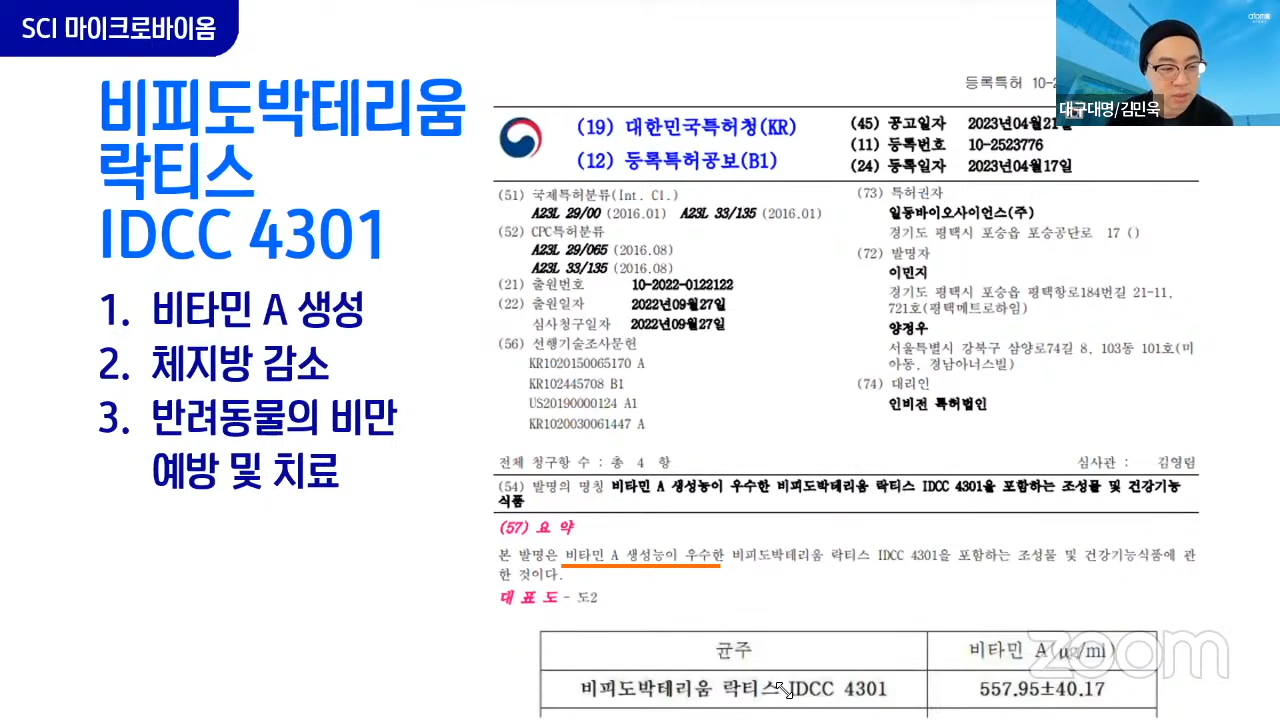 SCI 마이크로바이옴
비피도박테리움
락티스
IDCC 4301
1. 비타민 A 생성
2. 체지방 감소
3. 반려동물의 비만
예방 및 치료
atomy
대구대명/김민욱
등록특허 10-2
(19) 대한민국특허청(KR)
(12) 등록특허공보(B1)
(45) 공고일자 2023년04월21일
(11) 등록번호 10-2523776
(24) 등록일자 2023년04월17일
(51) 국제특허분류(Int. Cl.)
A23L 29/00 (2016.01) A23L 33/135 (2016.01)
(52) CPC특허분류
A23L 29/065 (2016.08)
A23L 33/135 (2016.08)
(21) 출원번호 10-2022-0122122
(22) 출원일자 2022년09월27일
심사청구일자 2022년09월27일
(56) 선행기술조사문헌
KR1020150065170 A
KR102445708 B1
US20190000124 A1
KR1020030061447 A
(73) 특허권자
일동바이오사이언스(주)
경기도 평택시 포승읍 포승공단로 17 ()
(72) 발명자
이민지
경기도 평택시 포승읍 평택항로184번길 21-11,
721호(평택메트로하임)
양정우
서울특별시 강북구 삼양로74길 8, 103동 101호(미
아동, 경남아너스빌)
(74) 대리인
인비전 특허법인
전체 청구항 수 : 총 4 항 심사관 : 김영림
(54) 발명의 명칭 비타민 A 생성능이 우수한 비피도박테리움 락티스 IDCC 4301을 포함하는 조성물 및 건강기능
식품
(57) 요 약
본 발명은 비타민 A 생성능이 우수한 비피도박테리움 락티스 IDCC 4301을 포함하는 조성물 및 건강기능식품에 관
한 것이다.
대 표 도 - 도2
균주 비타민 A(μg/ml)
비피도박테리움 락티스 IDCC 4301 557.95±40.17
zoom